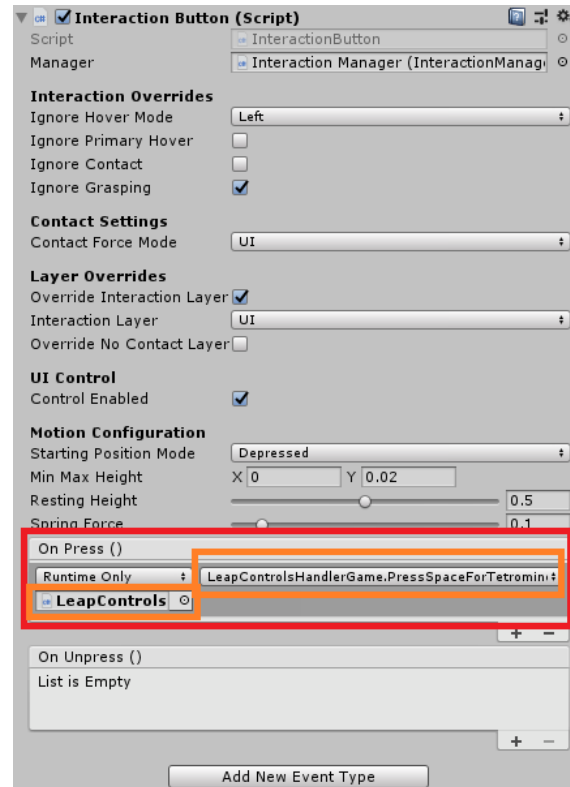 Interaction Button (Script)
Script InteractionButton
Manager Interaction Manager (InteractionManag
Interaction Overrides
Ignore Hover Mode Left
Ignore Primary Hover
Ignore Contact
Ignore Grasping
Contact Settings
Contact Force Mode UI
Layer Overrides
Override Interaction Layer
Interaction Layer UI
Override No Contact Layer
UI Control
Control Enabled
Motion Configuration
Starting Position Mode Depressed
Min Max Height X 0 Y 0.02
Resting Height 0.5
Spring Force 0.1
On Press ()
Runtime Only LeapControlsHandlerGame.PressSpaceForTetromin
LeapControls
On Unpress ()
List is Empty
Add New Event Type